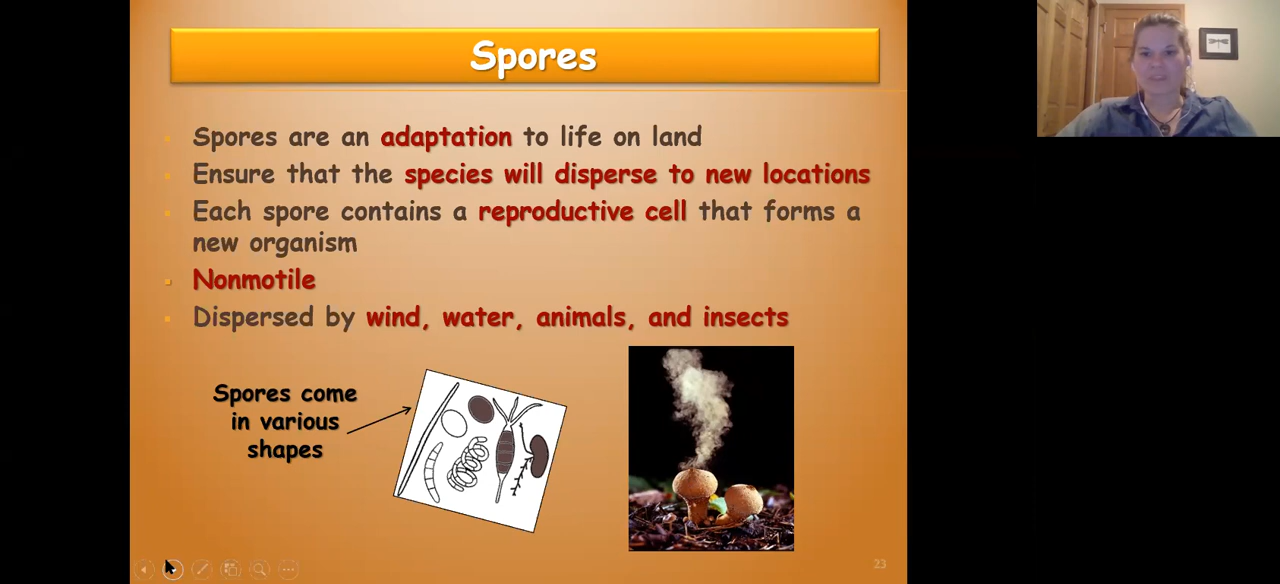 Spores
Spores are an adaptation to life on land
Ensure that the species will disperse to new locations
Each spore contains a reproductive cell that forms a
new organism
Nonmotile
Dispersed by wind, water, animals, and insects
Spores come
in various
shapes
23